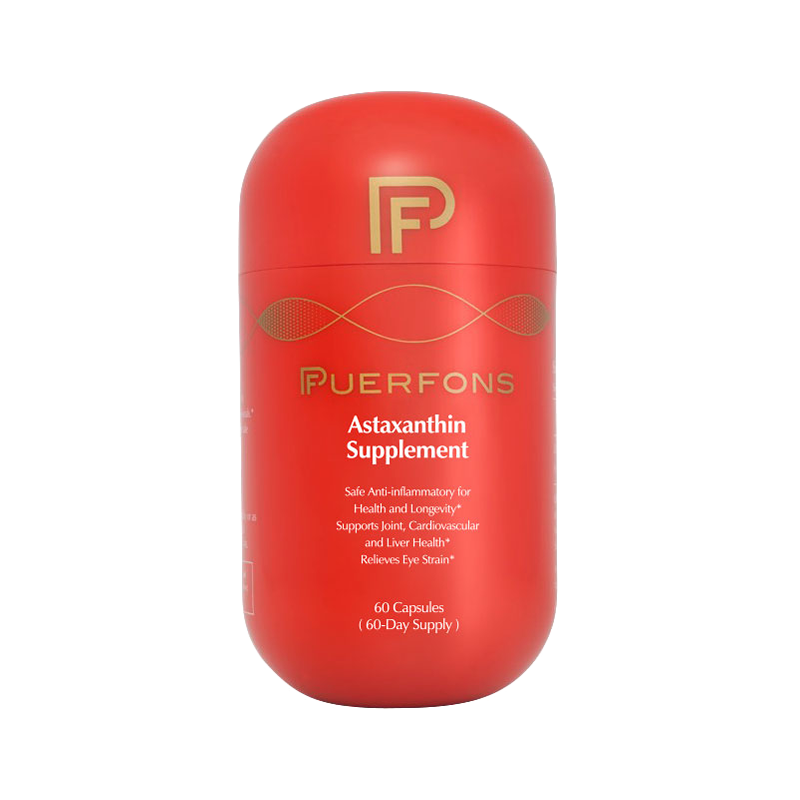 PF
PUERFONS
Astaxanthin
Supplement
Safe Anti-inflammatory for
Health and Longevity*
Supports Joint, Cardiovascular
and Liver Health*
Relieves Eye Strain*
60 Capsules
( 60-Day Supply )